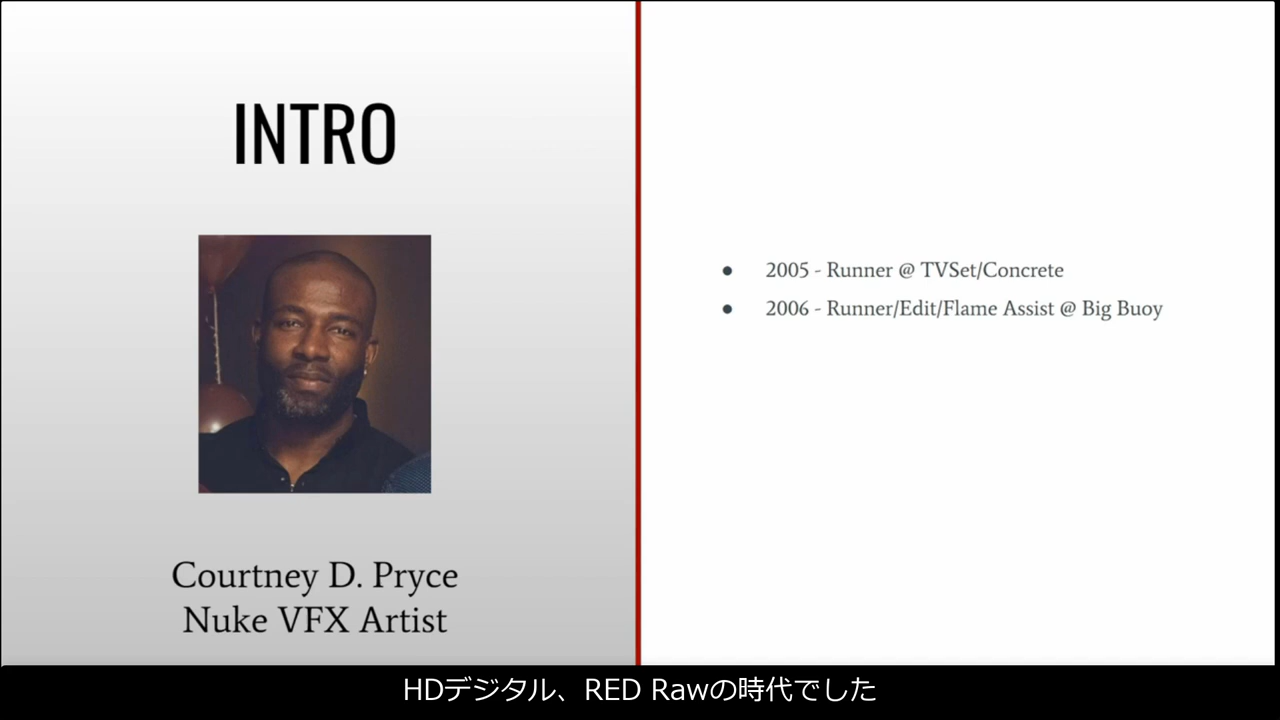 INTRO
Courtney D. Pryce
Nuke VFX Artist
● 2005 - Runner @ TVSet/Concrete
● 2006 - Runner/Edit/Flame Assist @ Big Buoy
HDデジタル、RED Rawの時代でした